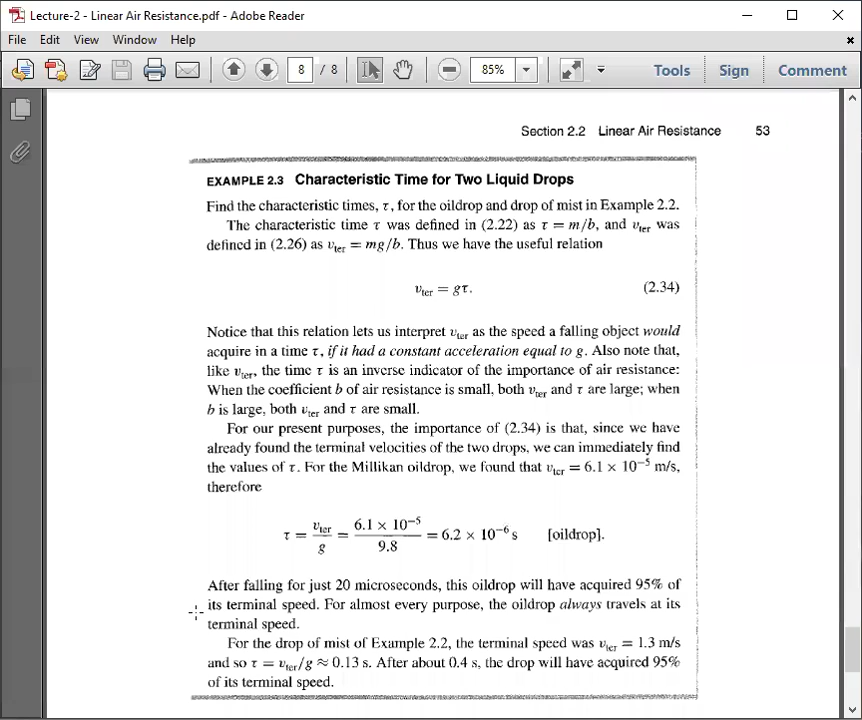 Lecture-2 - Linear Air Resistance.pdf - Adobe Reader
File Edit View Window Help
8 / 8 85% Tools Sign Comment
Section 2.2 Linear Air Resistance 53
EXAMPLE 2.3 Characteristic Time for Two Liquid Drops
Find the characteristic times, τ, for the oildrop and drop of mist in Example 2.2.
The characteristic time τ was defined in (2.22) as τ = m/b, and v_ter was
defined in (2.26) as v_ter = mg/b. Thus we have the useful relation
v_ter = gτ. (2.34)
Notice that this relation lets us interpret v_ter as the speed a falling object would
acquire in a time τ, if it had a constant acceleration equal to g. Also note that,
like v_ter, the time τ is an inverse indicator of the importance of air resistance:
When the coefficient b of air resistance is small, both v_ter and τ are large; when
b is large, both v_ter and τ are small.
For our present purposes, the importance of (2.34) is that, since we have
already found the terminal velocities of the two drops, we can immediately find
the values of τ. For the Millikan oildrop, we found that v_ter = 6.1 × 10⁻⁵ m/s,
therefore
τ = v_ter/g = 6.1 × 10⁻⁵/9.8 = 6.2 × 10⁻⁶ s [oildrop].
After falling for just 20 microseconds, this oildrop will have acquired 95% of
its terminal speed. For almost every purpose, the oildrop always travels at its
terminal speed.
For the drop of mist of Example 2.2, the terminal speed was v_ter = 1.3 m/s
and so τ = v_ter/g ≈ 0.13 s. After about 0.4 s, the drop will have acquired 95%
of its terminal speed.